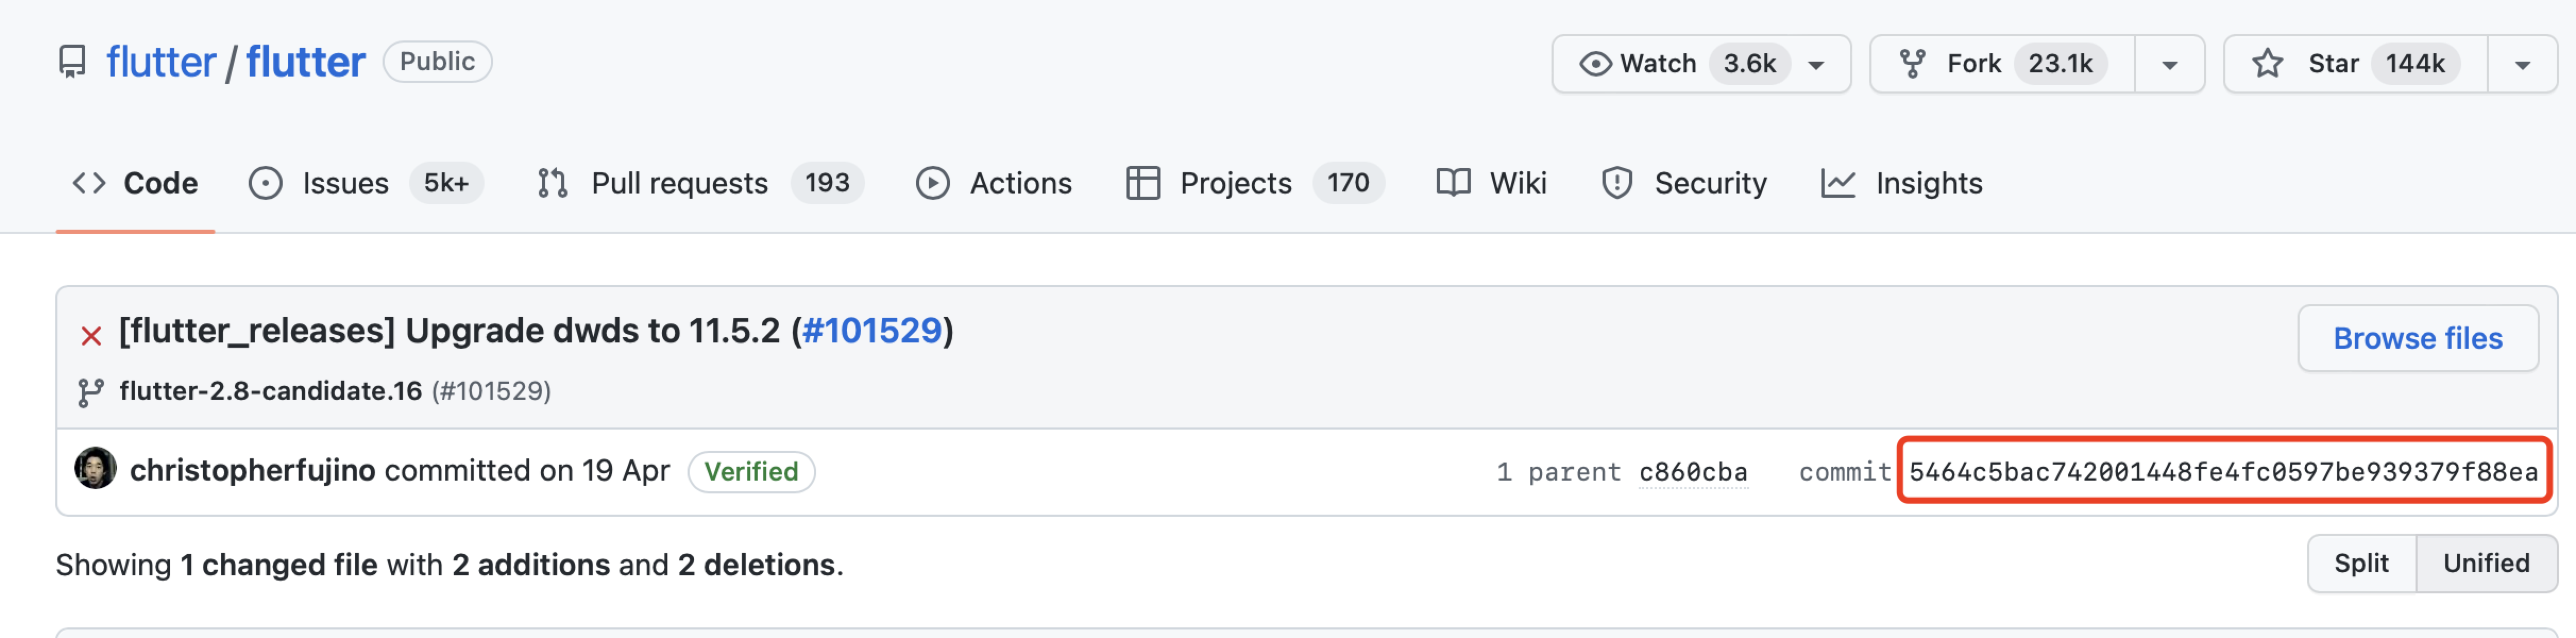 flutter / flutter Public Watch 3.6k Fork 23.1k Star 144k
Code Issues 5k+ Pull requests 193 Actions Projects 170 Wiki Security Insights
[flutter_releases] Upgrade dwds to 11.5.2 (#101529)
Browse files
flutter-2.8-candidate.16 (#101529)
christopherfujino committed on 19 Apr Verified 1 parent c860cba commit 5464c5bac742001448fe4fc0597be939379f88ea
Showing 1 changed file with 2 additions and 2 deletions. Split Unified